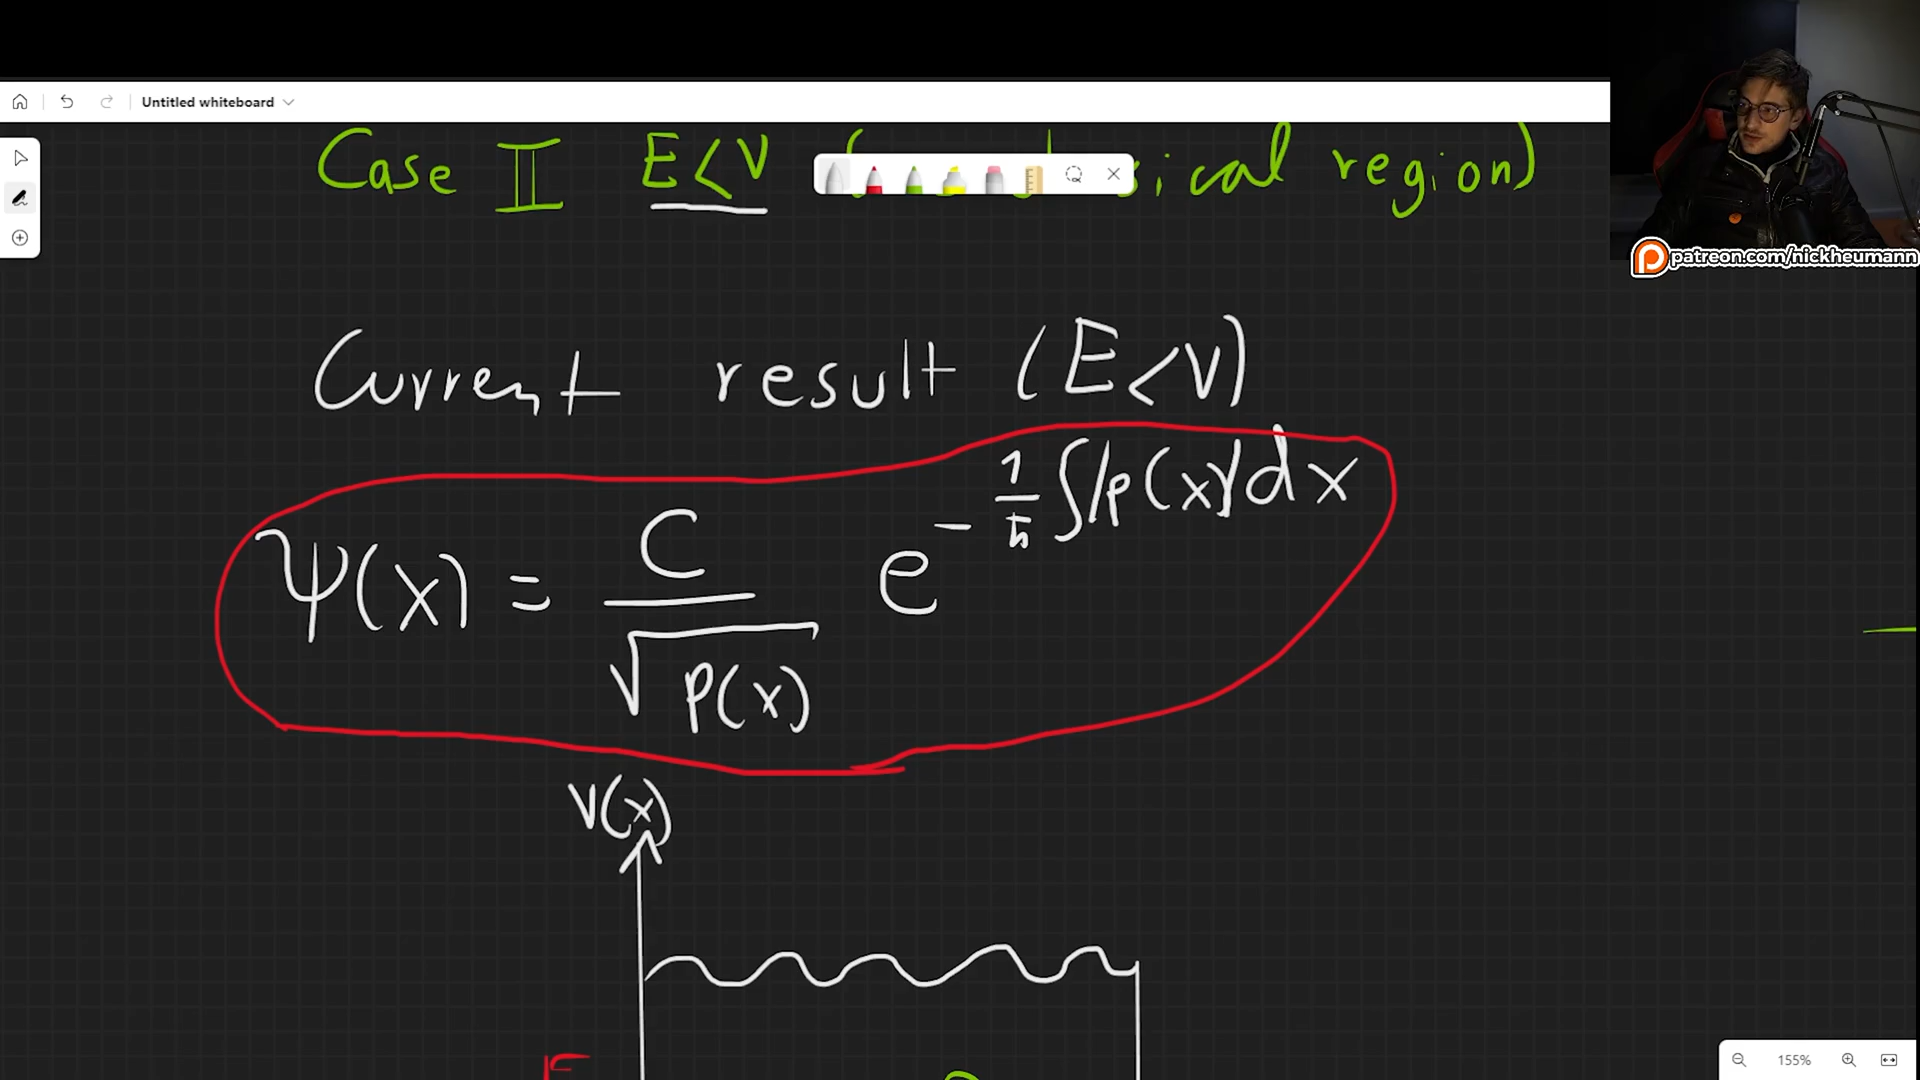 Untitled whiteboard
Case II E<V ical region)
patreon.com/nickheumann
Current result (E<V)
ψ(x) = C / √p(x) e^{-1/ħ ∫|p(x)|dx}
V(x)
E
155%